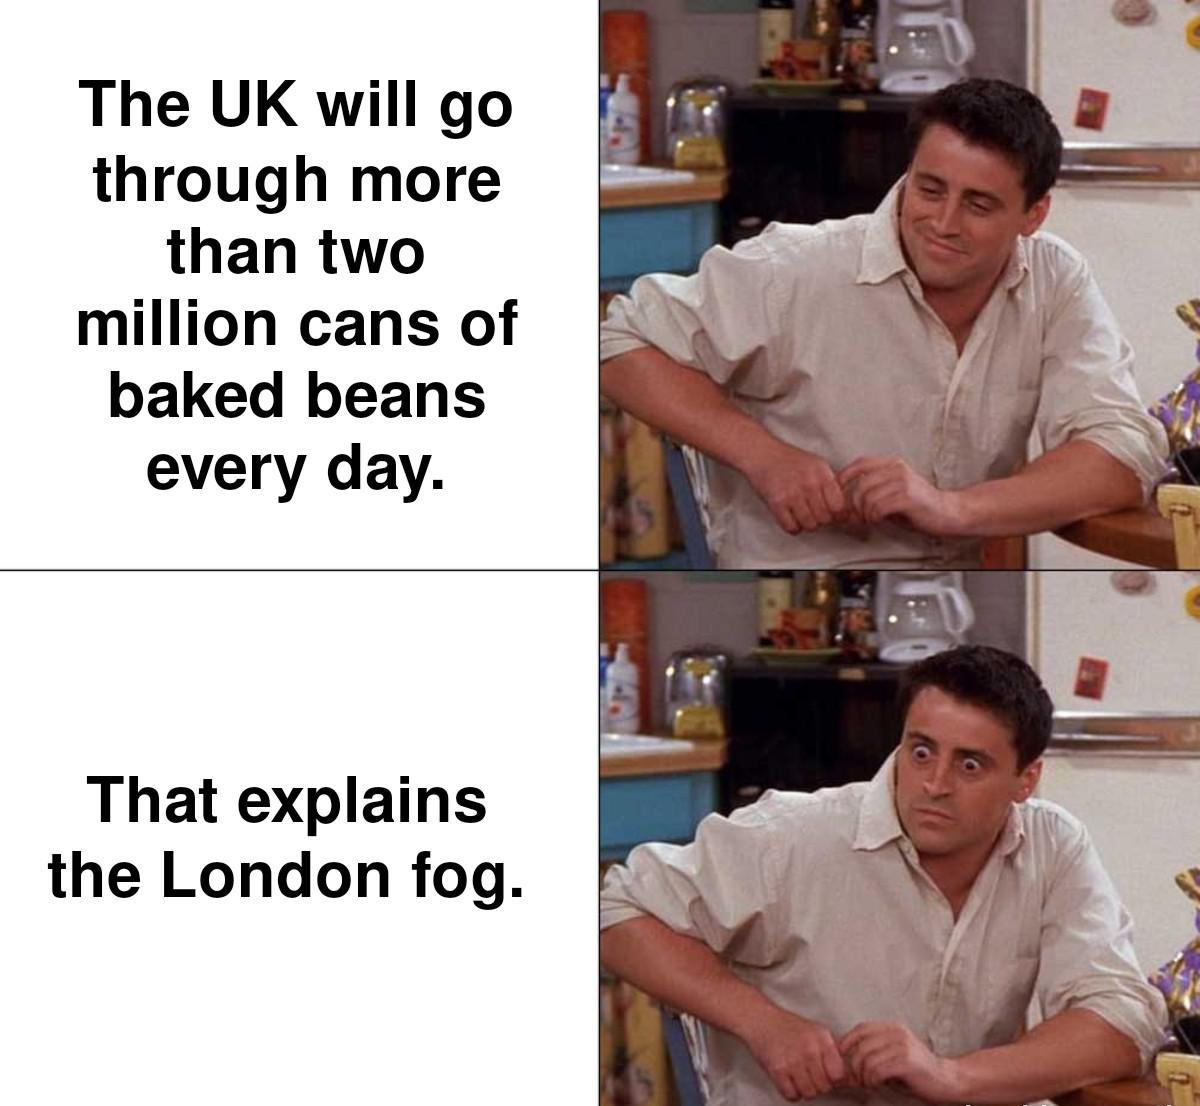 The UK will go
through more
than two
million cans of
baked beans
every day.
That explains
the London fog.